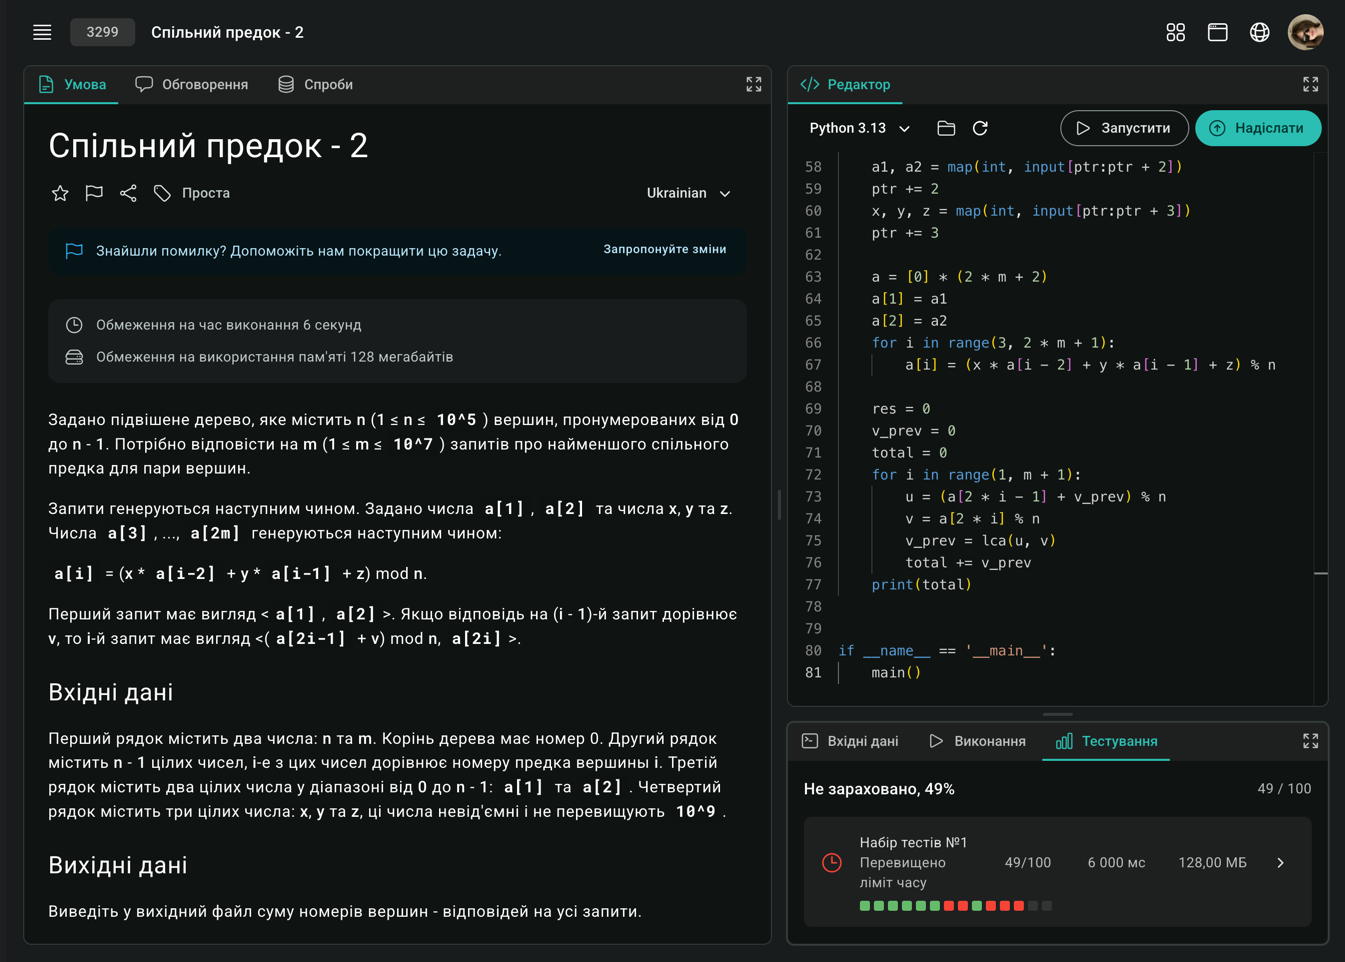 3299
Спільний предок - 2
Умова
Обговорення
Спроби
Спільний предок - 2
Проста
Ukrainian
Знайшли помилку? Допоможіть нам покращити цю задачу.
Запропонуйте зміни
Обмеження на час виконання 6 секунд
Обмеження на використання пам'яті 128 мегабайтів
Задано підвішене дерево, яке містить n (1 ≤ n ≤ 10^5 ) вершин, пронумерованих від 0
до n - 1. Потрібно відповісти на m (1 ≤ m ≤ 10^7 ) запитів про найменшого спільного
предка для пари вершин.
Запити генеруються наступним чином. Задано числа a[1] , a[2] та числа x, y та z.
Числа a[3] , ..., a[2m] генеруються наступним чином:
a[i] = (x * a[i-2] + y * a[i-1] + z) mod n.
Перший запит має вигляд < a[1] , a[2] >. Якщо відповідь на (i - 1)-й запит дорівнює
v, то i-й запит має вигляд <( a[2i-1] + v) mod n, a[2i] >.
Вхідні дані
Перший рядок містить два числа: n та m. Корінь дерева має номер 0. Другий рядок
містить n - 1 цілих чисел, i-е з цих чисел дорівнює номеру предка вершини i. Третій
рядок містить два цілих числа у діапазоні від 0 до n - 1: a[1] та a[2] . Четвертий
рядок містить три цілих числа: x, y та z, ці числа невід'ємні і не перевищують 10^9 .
Вихідні дані
Виведіть у вихідний файл суму номерів вершин - відповідей на усі запити.
Редактор
Python 3.13
Запустити
Надіслати
58 a1, a2 = map(int, input[ptr:ptr + 2])
59 ptr += 2
60 x, y, z = map(int, input[ptr:ptr + 3])
61 ptr += 3
62
63 a = [0] * (2 * m + 2)
64 a[1] = a1
65 a[2] = a2
66 for i in range(3, 2 * m + 1):
67 a[i] = (x * a[i - 2] + y * a[i - 1] + z) % n
68
69 res = 0
70 v_prev = 0
71 total = 0
72 for i in range(1, m + 1):
73 u = (a[2 * i - 1] + v_prev) % n
74 v = a[2 * i] % n
75 v_prev = lca(u, v)
76 total += v_prev
77 print(total)
78
79
80 if __name__ == '__main__':
81 main()
Вхідні дані
Виконання
Тестування
Не зараховано, 49%
49 / 100
Набір тестів №1
Перевищено
ліміт часу
49/100
6 000 мс
128,00 МБ